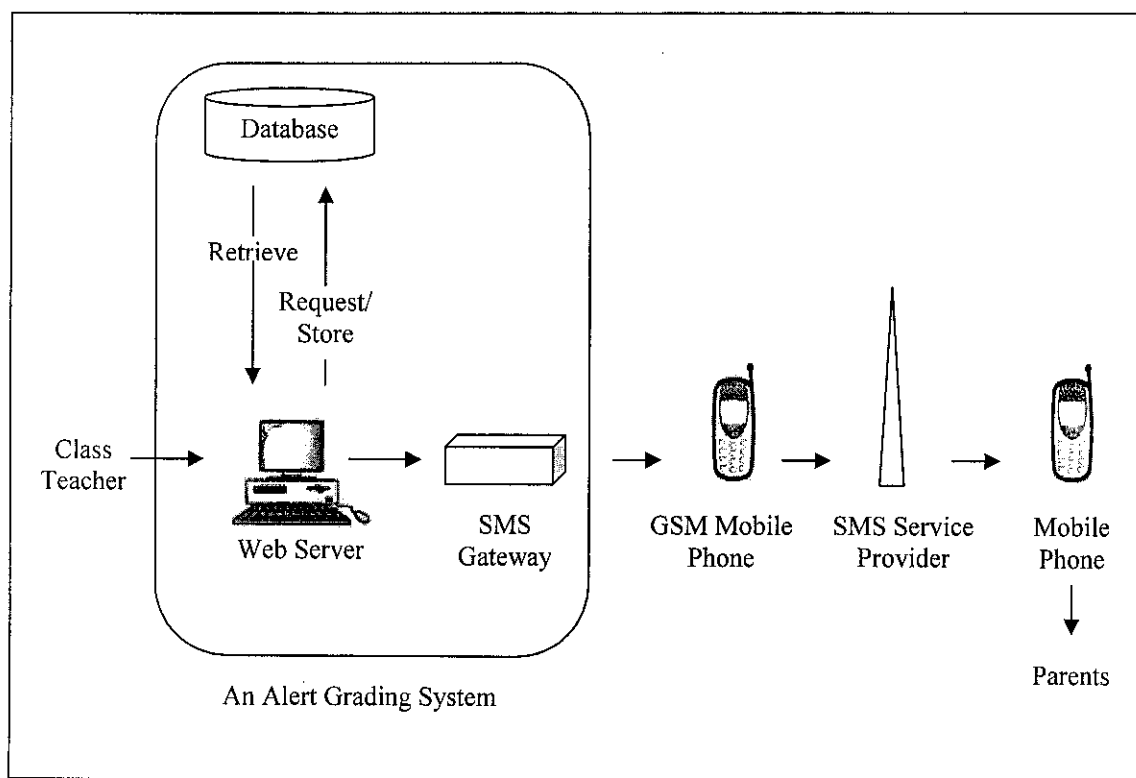 Database
Retrieve
Request/
Store
Class
Teacher
Web Server
SMS
Gateway
GSM Mobile
Phone
SMS Service
Provider
Mobile
Phone
Parents
An Alert Grading System